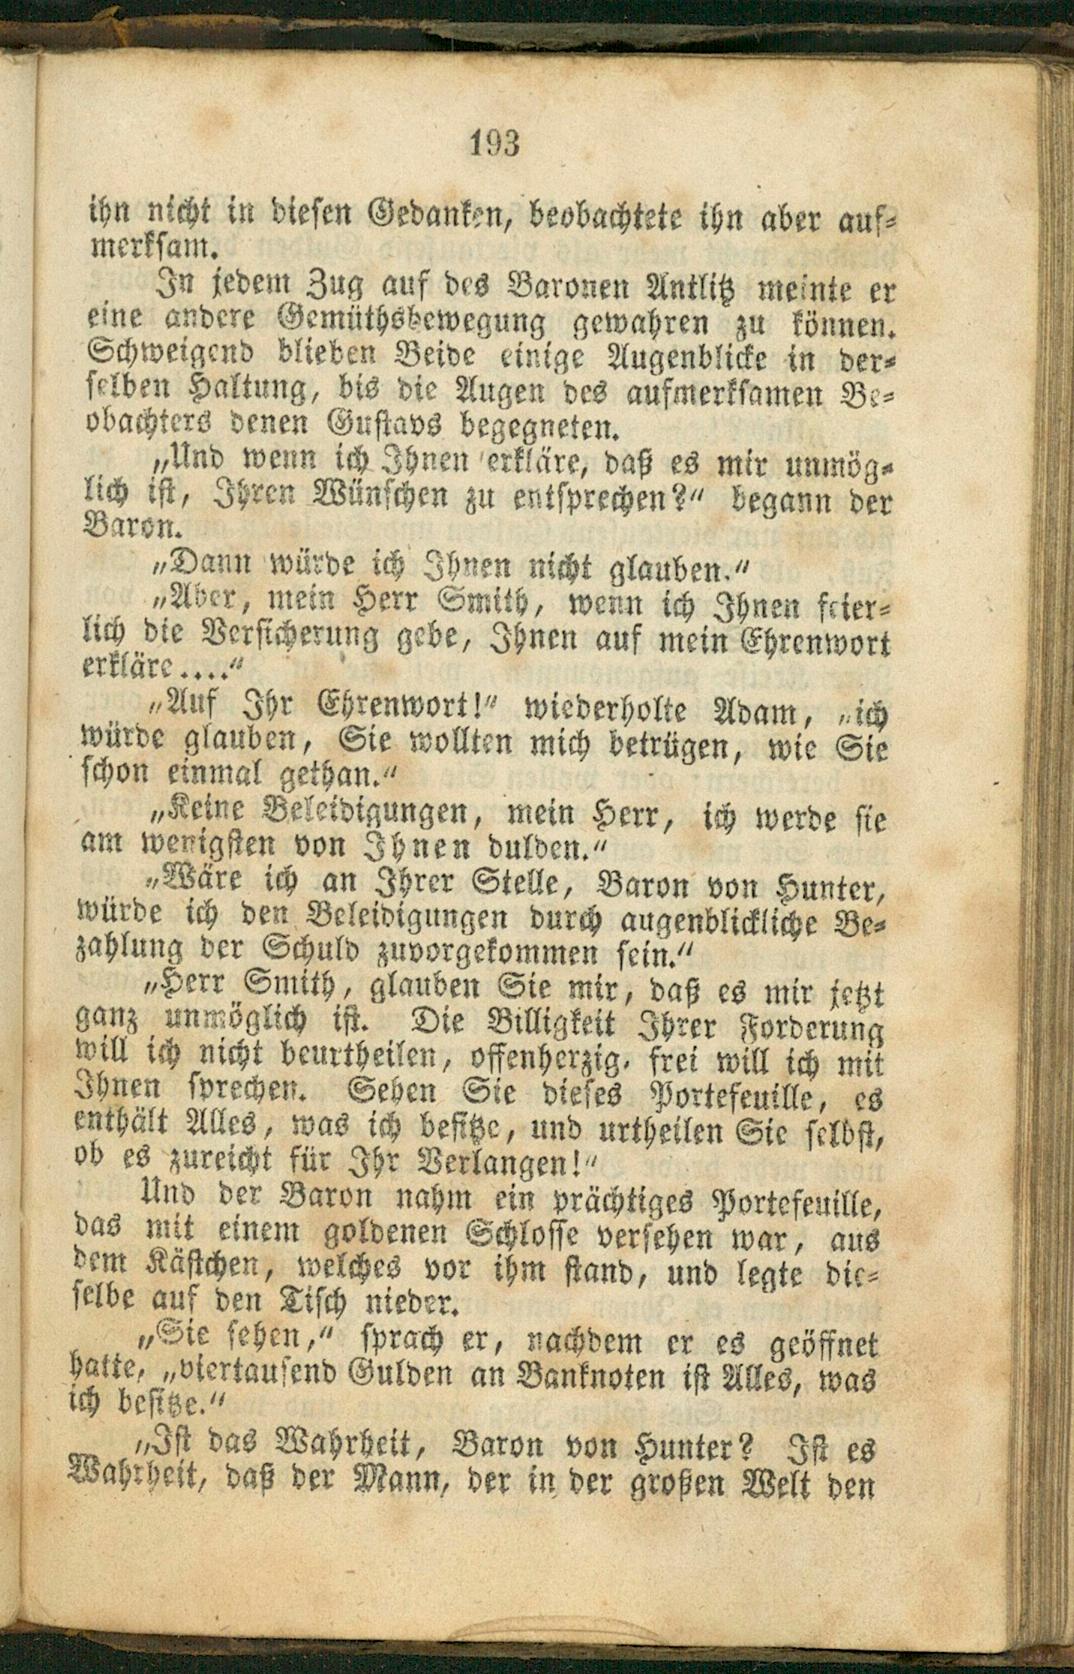 193
ihn nicht in diesen Gedanken, beobachtete ihn aber auf-
merksam.
In jedem Zug auf des Baronen Antlitz meinte er
eine andere Gemüthsbewegung gewahren zu können.
Schweigend blieben Beide einige Augenblicke in der-
selben Haltung, bis die Augen des aufmerksamen Be-
obachters denen Gustavs begegneten.
„Und wenn ich Ihnen erkläre, daß es mir unmög-
lich ist, Ihren Wünschen zu entsprechen?“ begann der
Baron.
„Dann würde ich Ihnen nicht glauben.“
„Aber, mein Herr Smith, wenn ich Ihnen feier-
lich die Versicherung gebe, Ihnen auf mein Ehrenwort
erkläre....“
„Auf Ihr Ehrenwort!“ wiederholte Adam, „ich
würde glauben, Sie wollten mich betrügen, wie Sie
schon einmal gethan.“
„Keine Beleidigungen, mein Herr, ich werde sie
am wenigsten von Ihnen dulden.“
„Wäre ich an Ihrer Stelle, Baron von Hunter,
würde ich den Beleidigungen durch augenblickliche Be-
zahlung der Schuld zuvorgekommen sein.“
„Herr Smith, glauben Sie mir, daß es mir jetzt
ganz unmöglich ist. Die Billigkeit Ihrer Forderung
will ich nicht beurtheilen, offenherzig, frei will ich mit
Ihnen sprechen. Sehen Sie dieses Portefeuille, es
enthält Alles, was ich besitze, und urtheilen Sie selbst,
ob es zureicht für Ihr Verlangen!“
Und der Baron nahm ein prächtiges Portefeuille,
das mit einem goldenen Schlosse versehen war, aus
dem Kästchen, welches vor ihm stand, und legte die-
selbe auf den Tisch nieder.
„Sie sehen,“ sprach er, nachdem er es geöffnet
hatte, „viertausend Gulden an Banknoten ist Alles, was
ich besitze.“
„Ist das Wahrheit, Baron von Hunter? Ist es
Wahrheit, daß der Mann, der in der großen Welt den